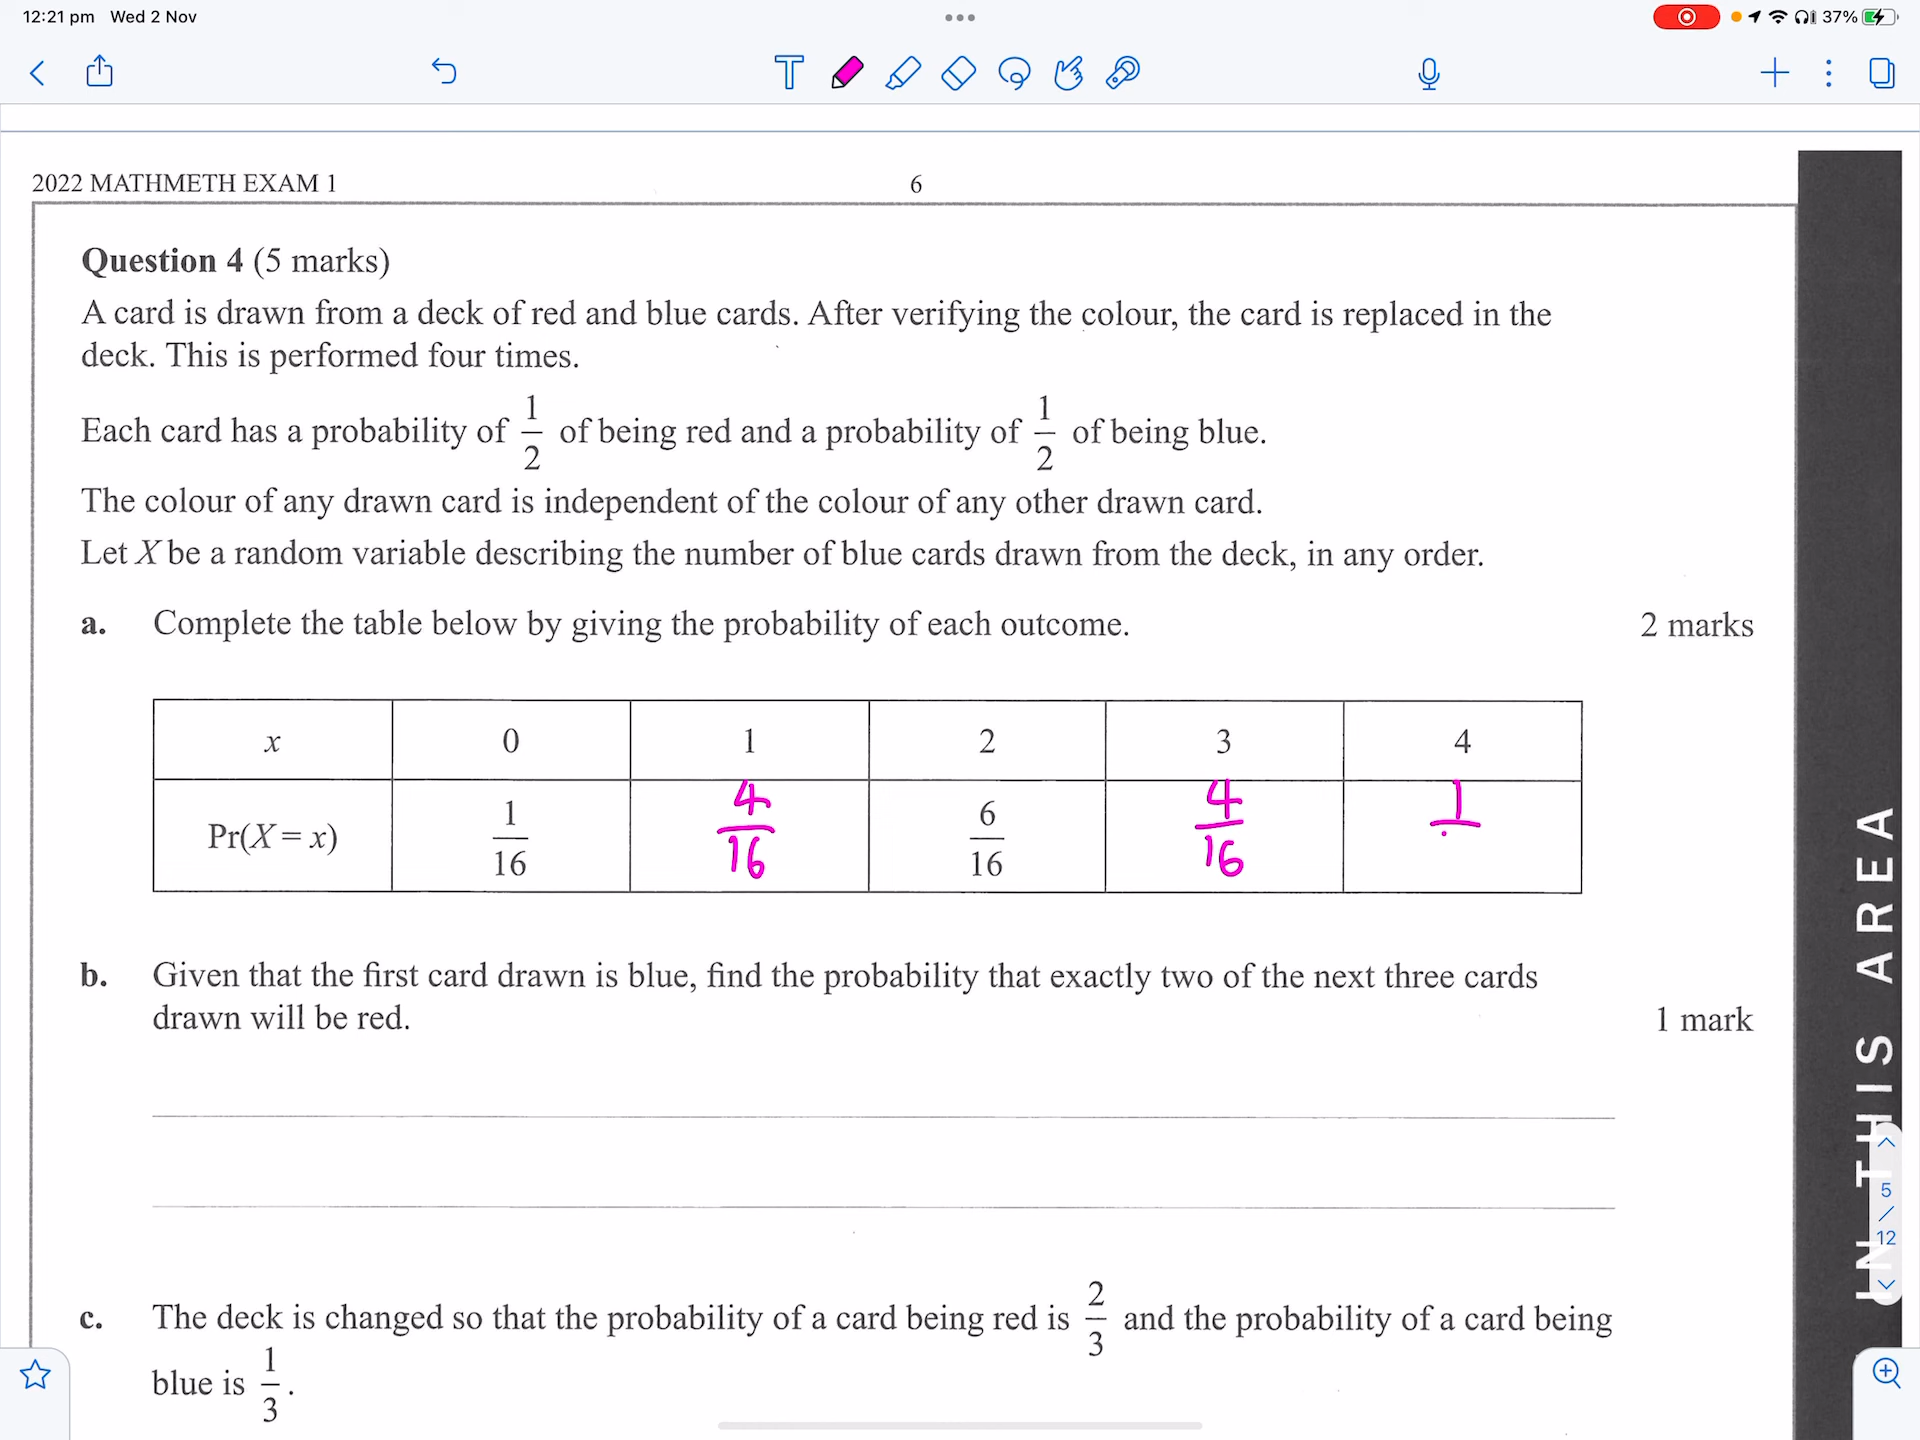 12:21 pm Wed 2 Nov
37%
2022 MATHMETH EXAM 1
6
Question 4 (5 marks)
A card is drawn from a deck of red and blue cards. After verifying the colour, the card is replaced in the
deck. This is performed four times.
Each card has a probability of 1/2 of being red and a probability of 1/2 of being blue.
The colour of any drawn card is independent of the colour of any other drawn card.
Let X be a random variable describing the number of blue cards drawn from the deck, in any order.
a. Complete the table below by giving the probability of each outcome. 2 marks
x 0 1 2 3 4
Pr(X = x) 1/16 4/16 6/16 4/16 1
b. Given that the first card drawn is blue, find the probability that exactly two of the next three cards
drawn will be red. 1 mark
c. The deck is changed so that the probability of a card being red is 2/3 and the probability of a card being
blue is 1/3.
IN THIS AREA
5
/
12